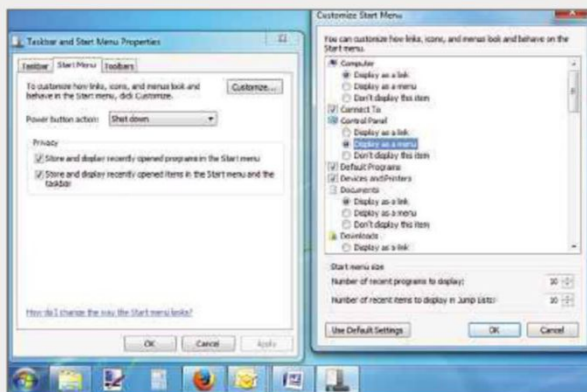 Taskbar and Start Menu Properties
Taskbar
Start Menu
Toolbars
To customize how links, icons, and menus look and
behave in the Start menu, click Customize.
Customize...
Power button action:
Shut down
Privacy
Store and display recently opened programs in the Start menu
Store and display recently opened items in the Start menu and the
taskbar
How do I change the way the Start menu looks?
OK
Cancel
Apply
Customize Start Menu
You can customize how links, icons, and menus look and behave on the
Start menu.
Computer
Display as a link
Display as a menu
Don't display this item
Connect To
Control Panel
Display as a link
Display as a menu
Don't display this item
Default Programs
Devices and Printers
Documents
Display as a link
Display as a menu
Don't display this item
Downloads
Display as a link
Start menu size
Number of recent programs to display:
10
Number of recent items to display in Jump Lists:
10
Use Default Settings
OK
Cancel